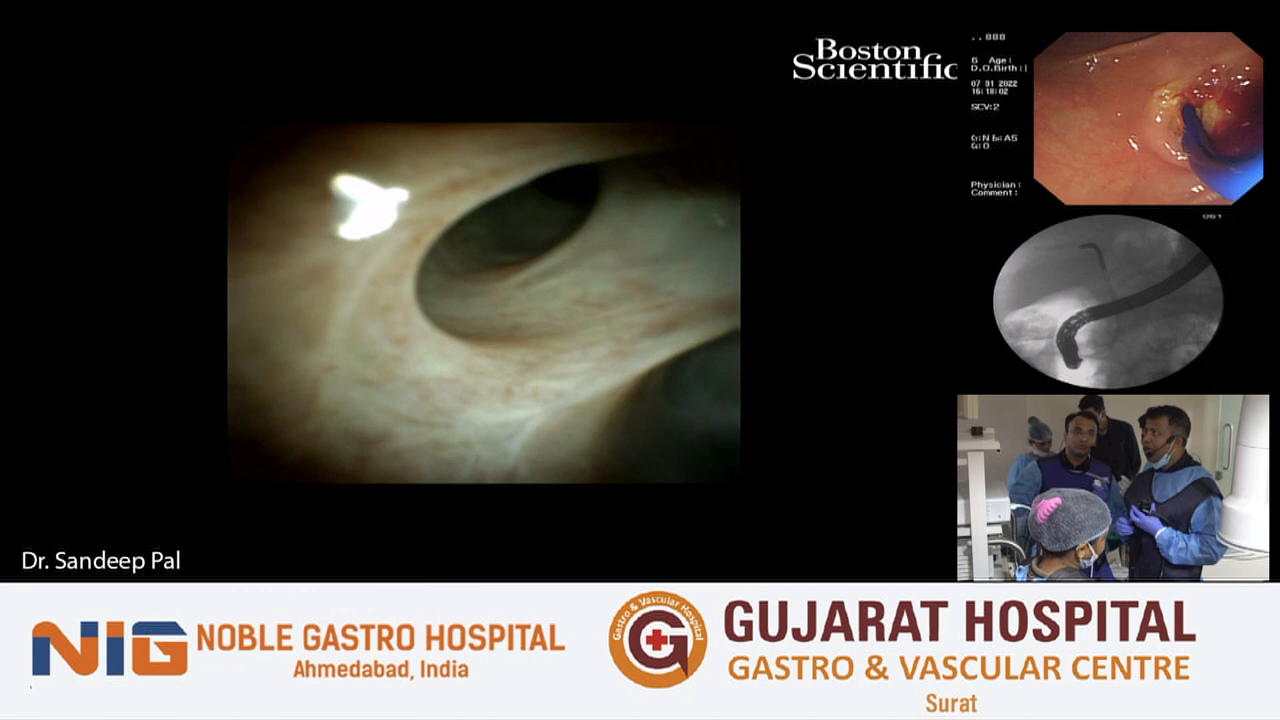 Boston
Scientific
Age:
D.O.Birth:
07 31 2022
16:18:02
SCV:2
Physician:
Comment:
Dr. Sandeep Pal
NIG NOBLE GASTRO HOSPITAL
Ahmedabad, India
Gastro & Vascular Hospital
G
GUJARAT HOSPITAL
GASTRO & VASCULAR CENTRE
Surat